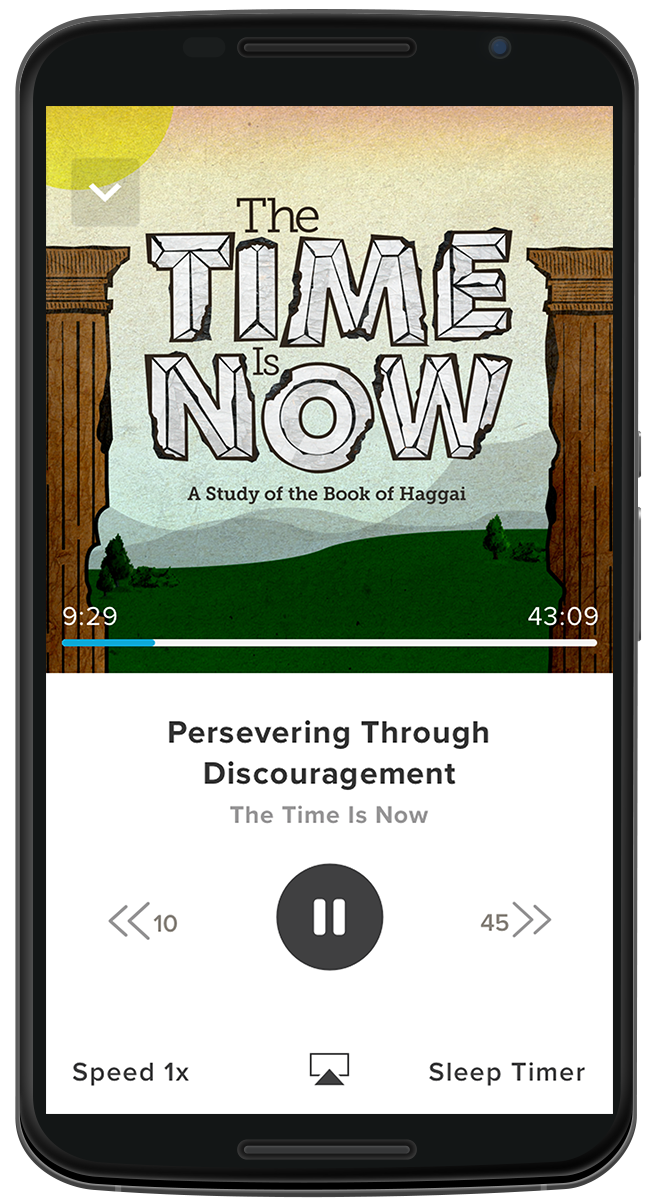 The
TIME
Is
NOW
A Study of the Book of Haggai
9:29 43:09
Persevering Through
Discouragement
The Time Is Now
10 45
Speed 1x Sleep Timer